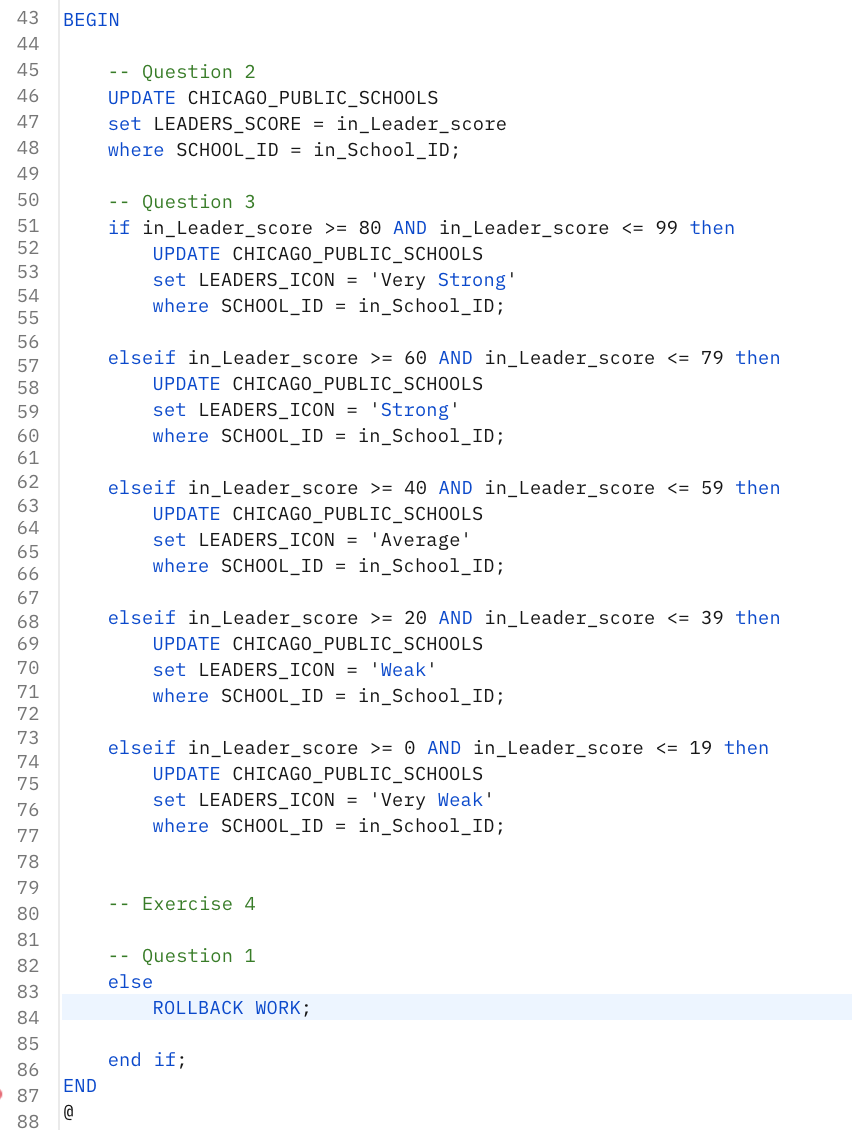 43 BEGIN
44
45 -- Question 2
46 UPDATE CHICAGO_PUBLIC_SCHOOLS
47 set LEADERS_SCORE = in_Leader_score
48 where SCHOOL_ID = in_School_ID;
49
50 -- Question 3
51 if in_Leader_score >= 80 AND in_Leader_score <= 99 then
52 UPDATE CHICAGO_PUBLIC_SCHOOLS
53 set LEADERS_ICON = 'Very Strong'
54 where SCHOOL_ID = in_School_ID;
55
56
57 elseif in_Leader_score >= 60 AND in_Leader_score <= 79 then
58 UPDATE CHICAGO_PUBLIC_SCHOOLS
59 set LEADERS_ICON = 'Strong'
60 where SCHOOL_ID = in_School_ID;
61
62 elseif in_Leader_score >= 40 AND in_Leader_score <= 59 then
63 UPDATE CHICAGO_PUBLIC_SCHOOLS
64
65 set LEADERS_ICON = 'Average'
66 where SCHOOL_ID = in_School_ID;
67
68 elseif in_Leader_score >= 20 AND in_Leader_score <= 39 then
69 UPDATE CHICAGO_PUBLIC_SCHOOLS
70 set LEADERS_ICON = 'Weak'
71 where SCHOOL_ID = in_School_ID;
72
73 elseif in_Leader_score >= 0 AND in_Leader_score <= 19 then
74
75 UPDATE CHICAGO_PUBLIC_SCHOOLS
76 set LEADERS_ICON = 'Very Weak'
77 where SCHOOL_ID = in_School_ID;
78
79
80 -- Exercise 4
81
82 -- Question 1
83 else
84 ROLLBACK WORK;
85
86 end if;
87 END
88 @